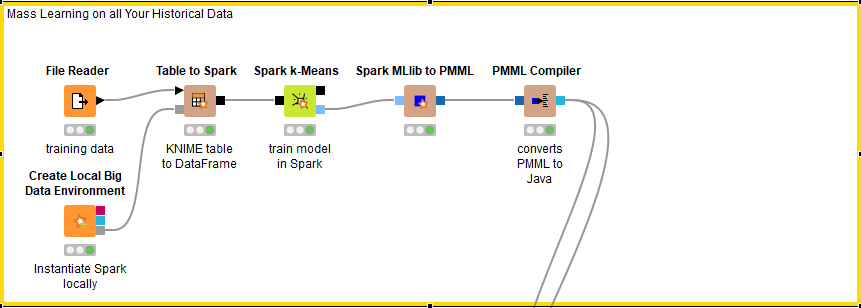 Mass Learning on all Your Historical Data
File Reader
training data
Table to Spark
KNIME table
to DataFrame
Spark k-Means
train model
in Spark
Spark MLlib to PMML
PMML Compiler
converts
PMML to
Java
Create Local Big
Data Environment
Instantiate Spark
locally